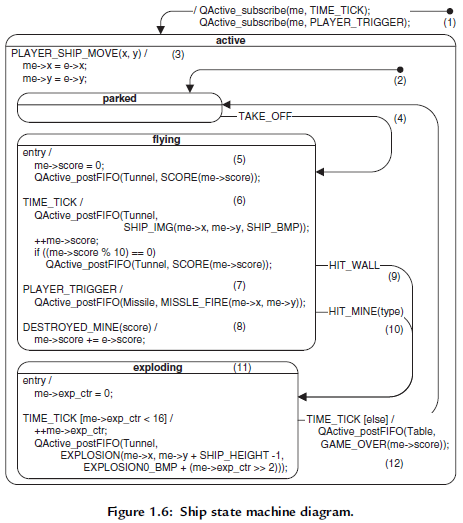 / QActive_subscribe(me, TIME_TICK);
QActive_subscribe(me, PLAYER_TRIGGER);
(1)
active
PLAYER_SHIP_MOVE(x, y) /
(3)
me->x = e->x;
me->y = e->y;
(2)
parked
TAKE_OFF
(4)
flying
entry /
(5)
me->score = 0;
QActive_postFIFO(Tunnel, SCORE(me->score));
TIME_TICK /
(6)
QActive_postFIFO(Tunnel,
SHIP_IMG(me->x, me->y, SHIP_BMP));
++me->score;
if ((me->score % 10) == 0)
QActive_postFIFO(Tunnel, SCORE(me->score));
HIT_WALL
(9)
PLAYER_TRIGGER /
(7)
QActive_postFIFO(Missile, MISSLE_FIRE(me->x, me->y));
HIT_MINE(type)
(10)
DESTROYED_MINE(score) /
(8)
me->score += e->score;
exploding
(11)
entry /
me->exp_ctr = 0;
TIME_TICK [me->exp_ctr < 16] /
++me->exp_ctr;
QActive_postFIFO(Tunnel,
EXPLOSION(me->x, me->y + SHIP_HEIGHT -1,
EXPLOSION0_BMP + (me->exp_ctr >> 2)));
TIME_TICK [else] /
QActive_postFIFO(Table,
GAME_OVER(me->score));
(12)
Figure 1.6: Ship state machine diagram.